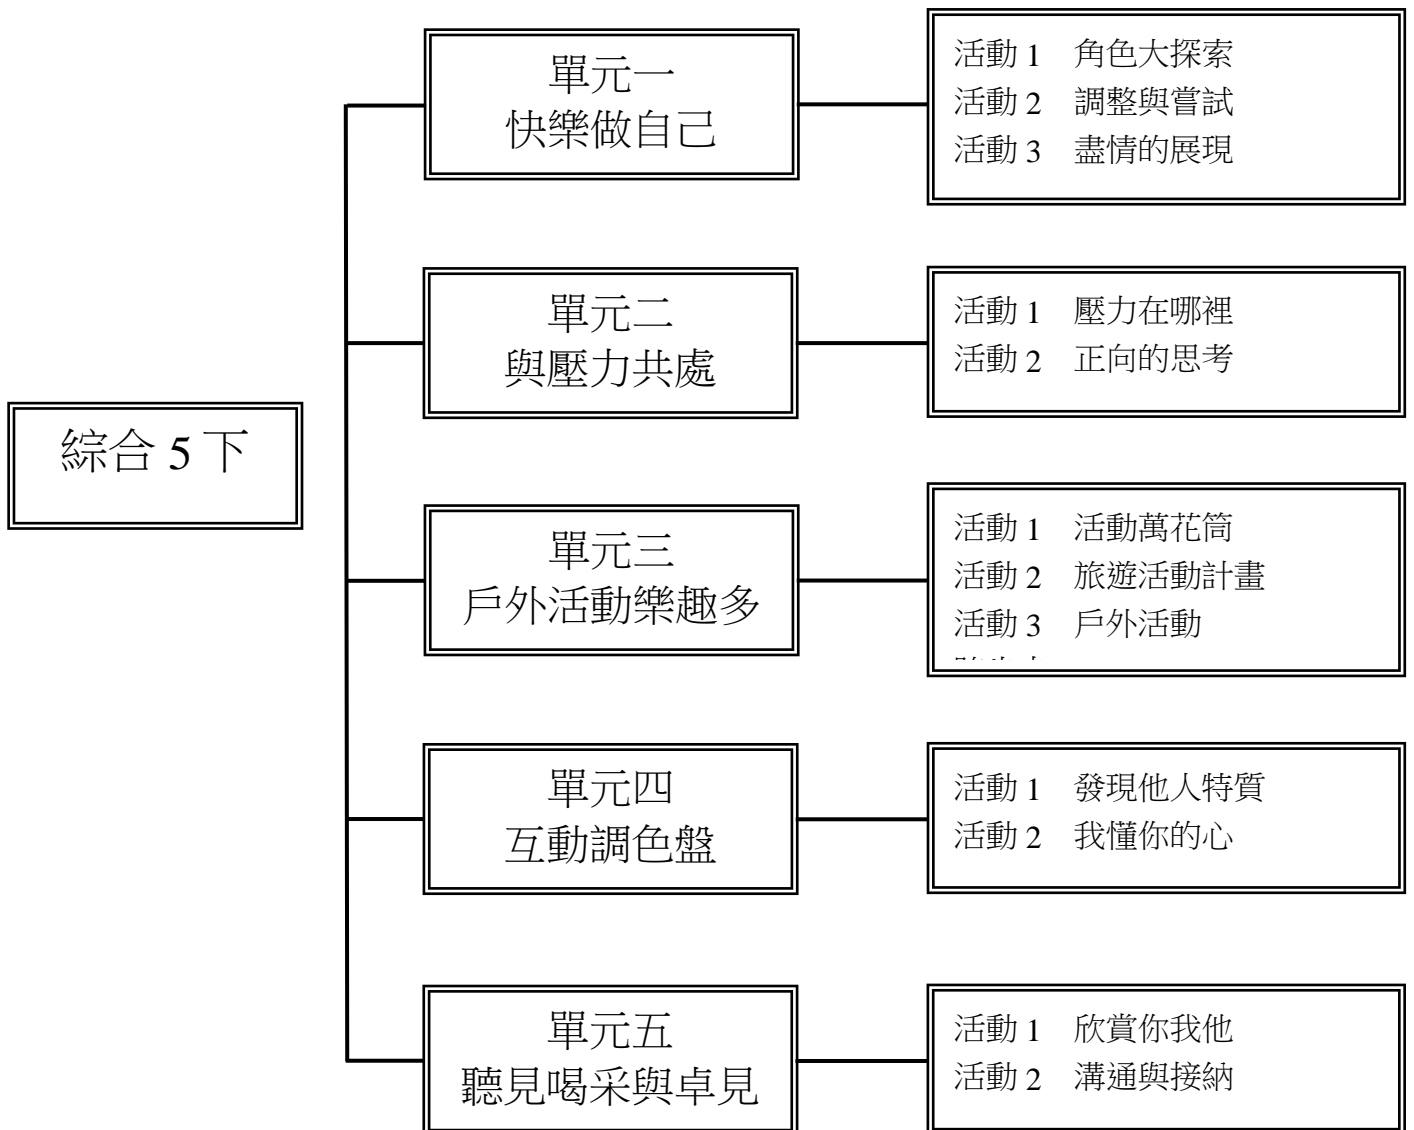 綜合 5 下
單元一
快樂做自己
活動 1 角色大探索
活動 2 調整與嘗試
活動 3 盡情的展現
單元二
與壓力共處
活動 1 壓力在哪裡
活動 2 正向的思考
單元三
戶外活動樂趣多
活動 1 活動萬花筒
活動 2 旅遊活動計畫
活動 3 戶外活動
單元四
互動調色盤
活動 1 發現他人特質
活動 2 我懂你的心
單元五
聽見喝采與卓見
活動 1 欣賞你我他
活動 2 溝通與接納